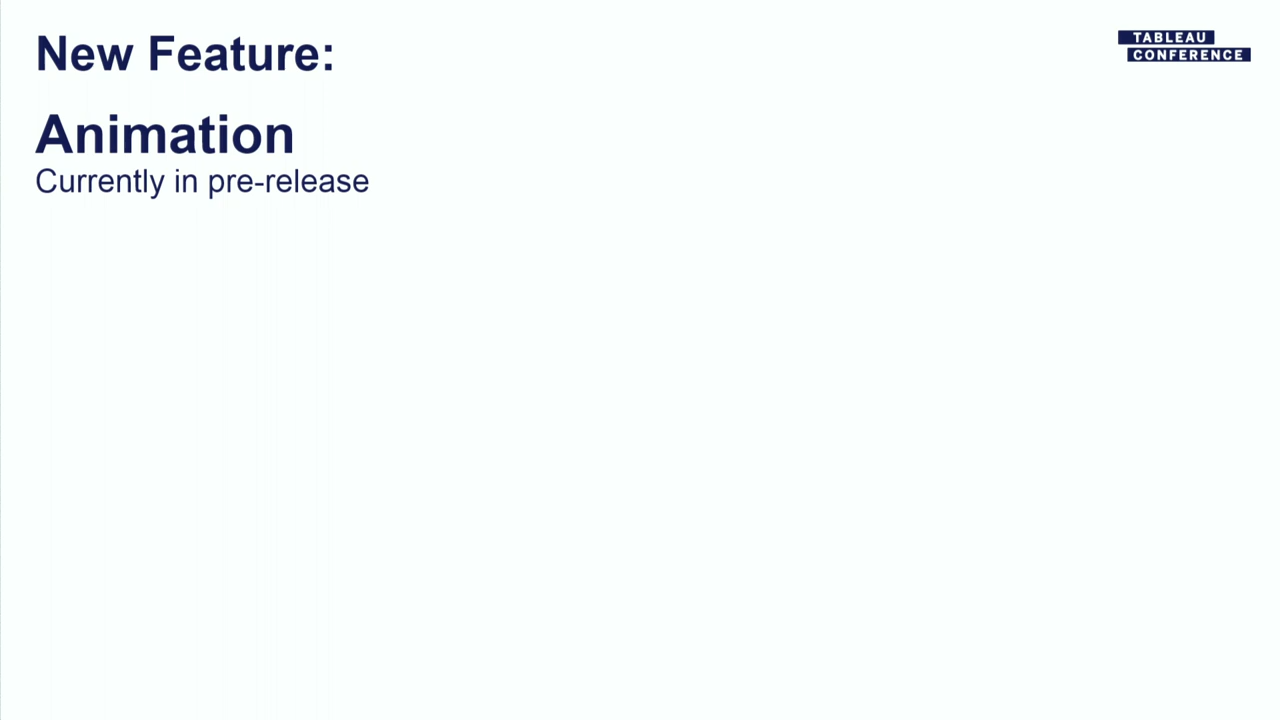 New Feature:
TABLEAU
CONFERENCE
Animation
Currently in pre-release